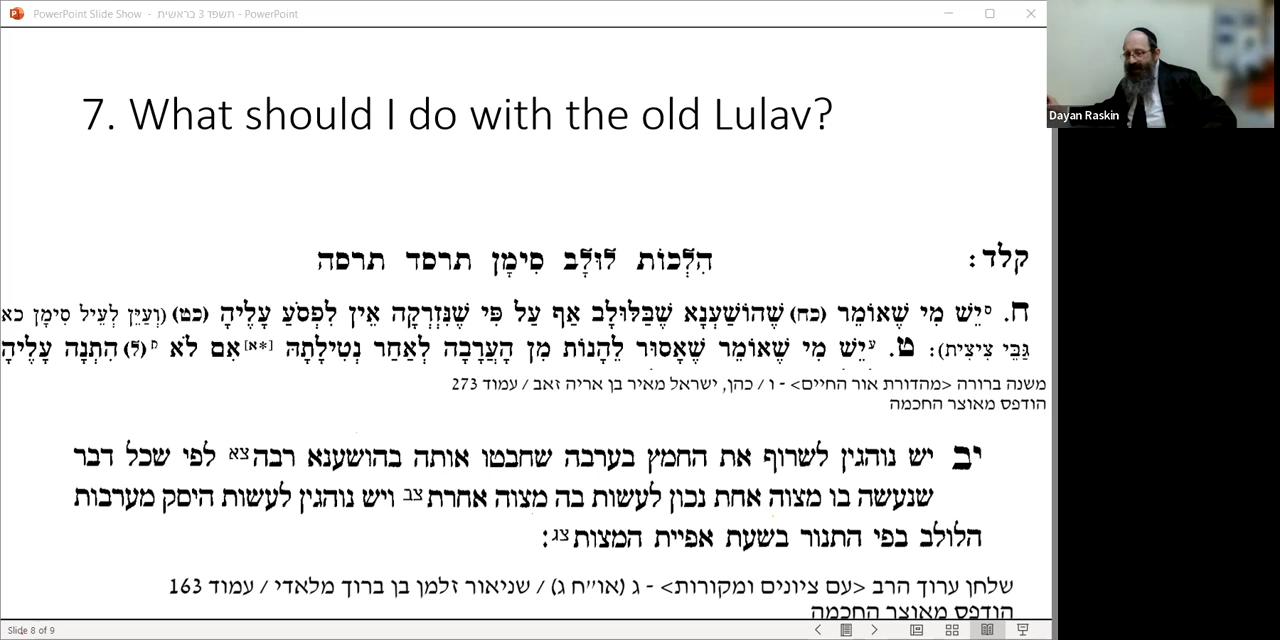 PowerPoint Slide Show - תשפד 3 בראשית - PowerPoint
Dayan Raskin
7. What should I do with the old Lulav?
קלד: הִלְכוֹת לוּלָב סִימָן תרסד תרסה
ח. ס יֵשׁ מִי שֶׁאוֹמֵר (כח) שֶׁהוֹשַׁעְנָא שֶׁבַּלּוּלָב אַף עַל פִּי שֶׁנִּזְרְקָה אֵין לִפְסֹעַ עָלֶיהָ (כט) (וְעַיֵּן לְעֵיל סִימָן כא
גַּבֵּי צִיצִית): ט. ע יֵשׁ מִי שֶׁאוֹמֵר שֶׁאָסוּר לֵהָנוֹת מִן הָעֲרָבָה לְאַחַר נְטִילָתָהּ [*א] אִם לֹא (ל) הִתְנָה עָלֶיהָ
משנה ברורה <מהדורת אור החיים> - ו / כהן, ישראל מאיר בן אריה זאב / עמוד 273
הודפס מאוצר החכמה
יב יש נוהגין לשרוף את החמץ בערבה שחבטו אותה בהושענא רבה צא לפי שכל דבר
שנעשה בו מצוה אחת נכון לעשות בה מצוה אחרת צב ויש נוהגין לעשות היסק מערבות
הלולב בפי התנור בשעת אפיית המצות צג:
שלחן ערוך הרב <עם ציונים ומקורות> - ג (או"ח ג) / שניאור זלמן בן ברוך מלאדי / עמוד 163
הודפס מאוצר החכמה
Slide 8 of 9